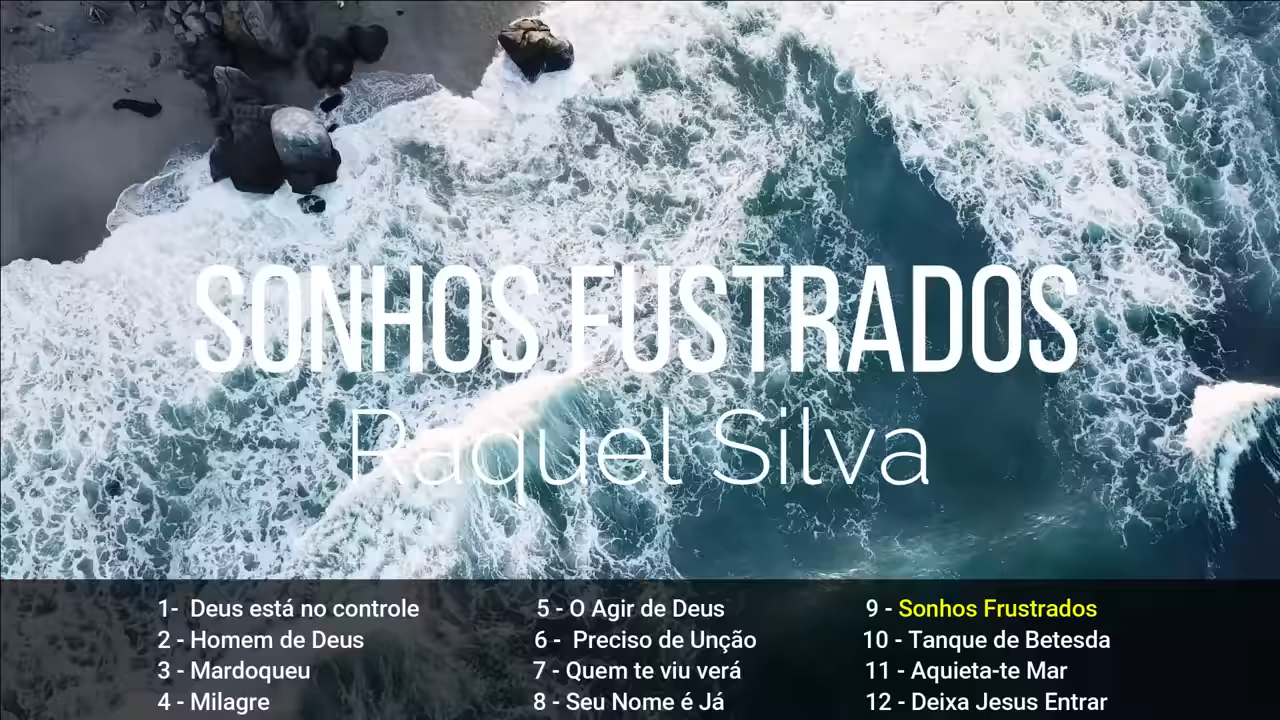 SONHOS FUSTRADOS
Raquel Silva
1- Deus está no controle
2 - Homem de Deus
3 - Mardoqueu
4 - Milagre
5 - O Agir de Deus
6 - Preciso de Unção
7 - Quem te viu verá
8 - Seu Nome é Já
9 - Sonhos Frustrados
10 - Tanque de Betesda
11 - Aquieta-te Mar
12 - Deixa Jesus Entrar